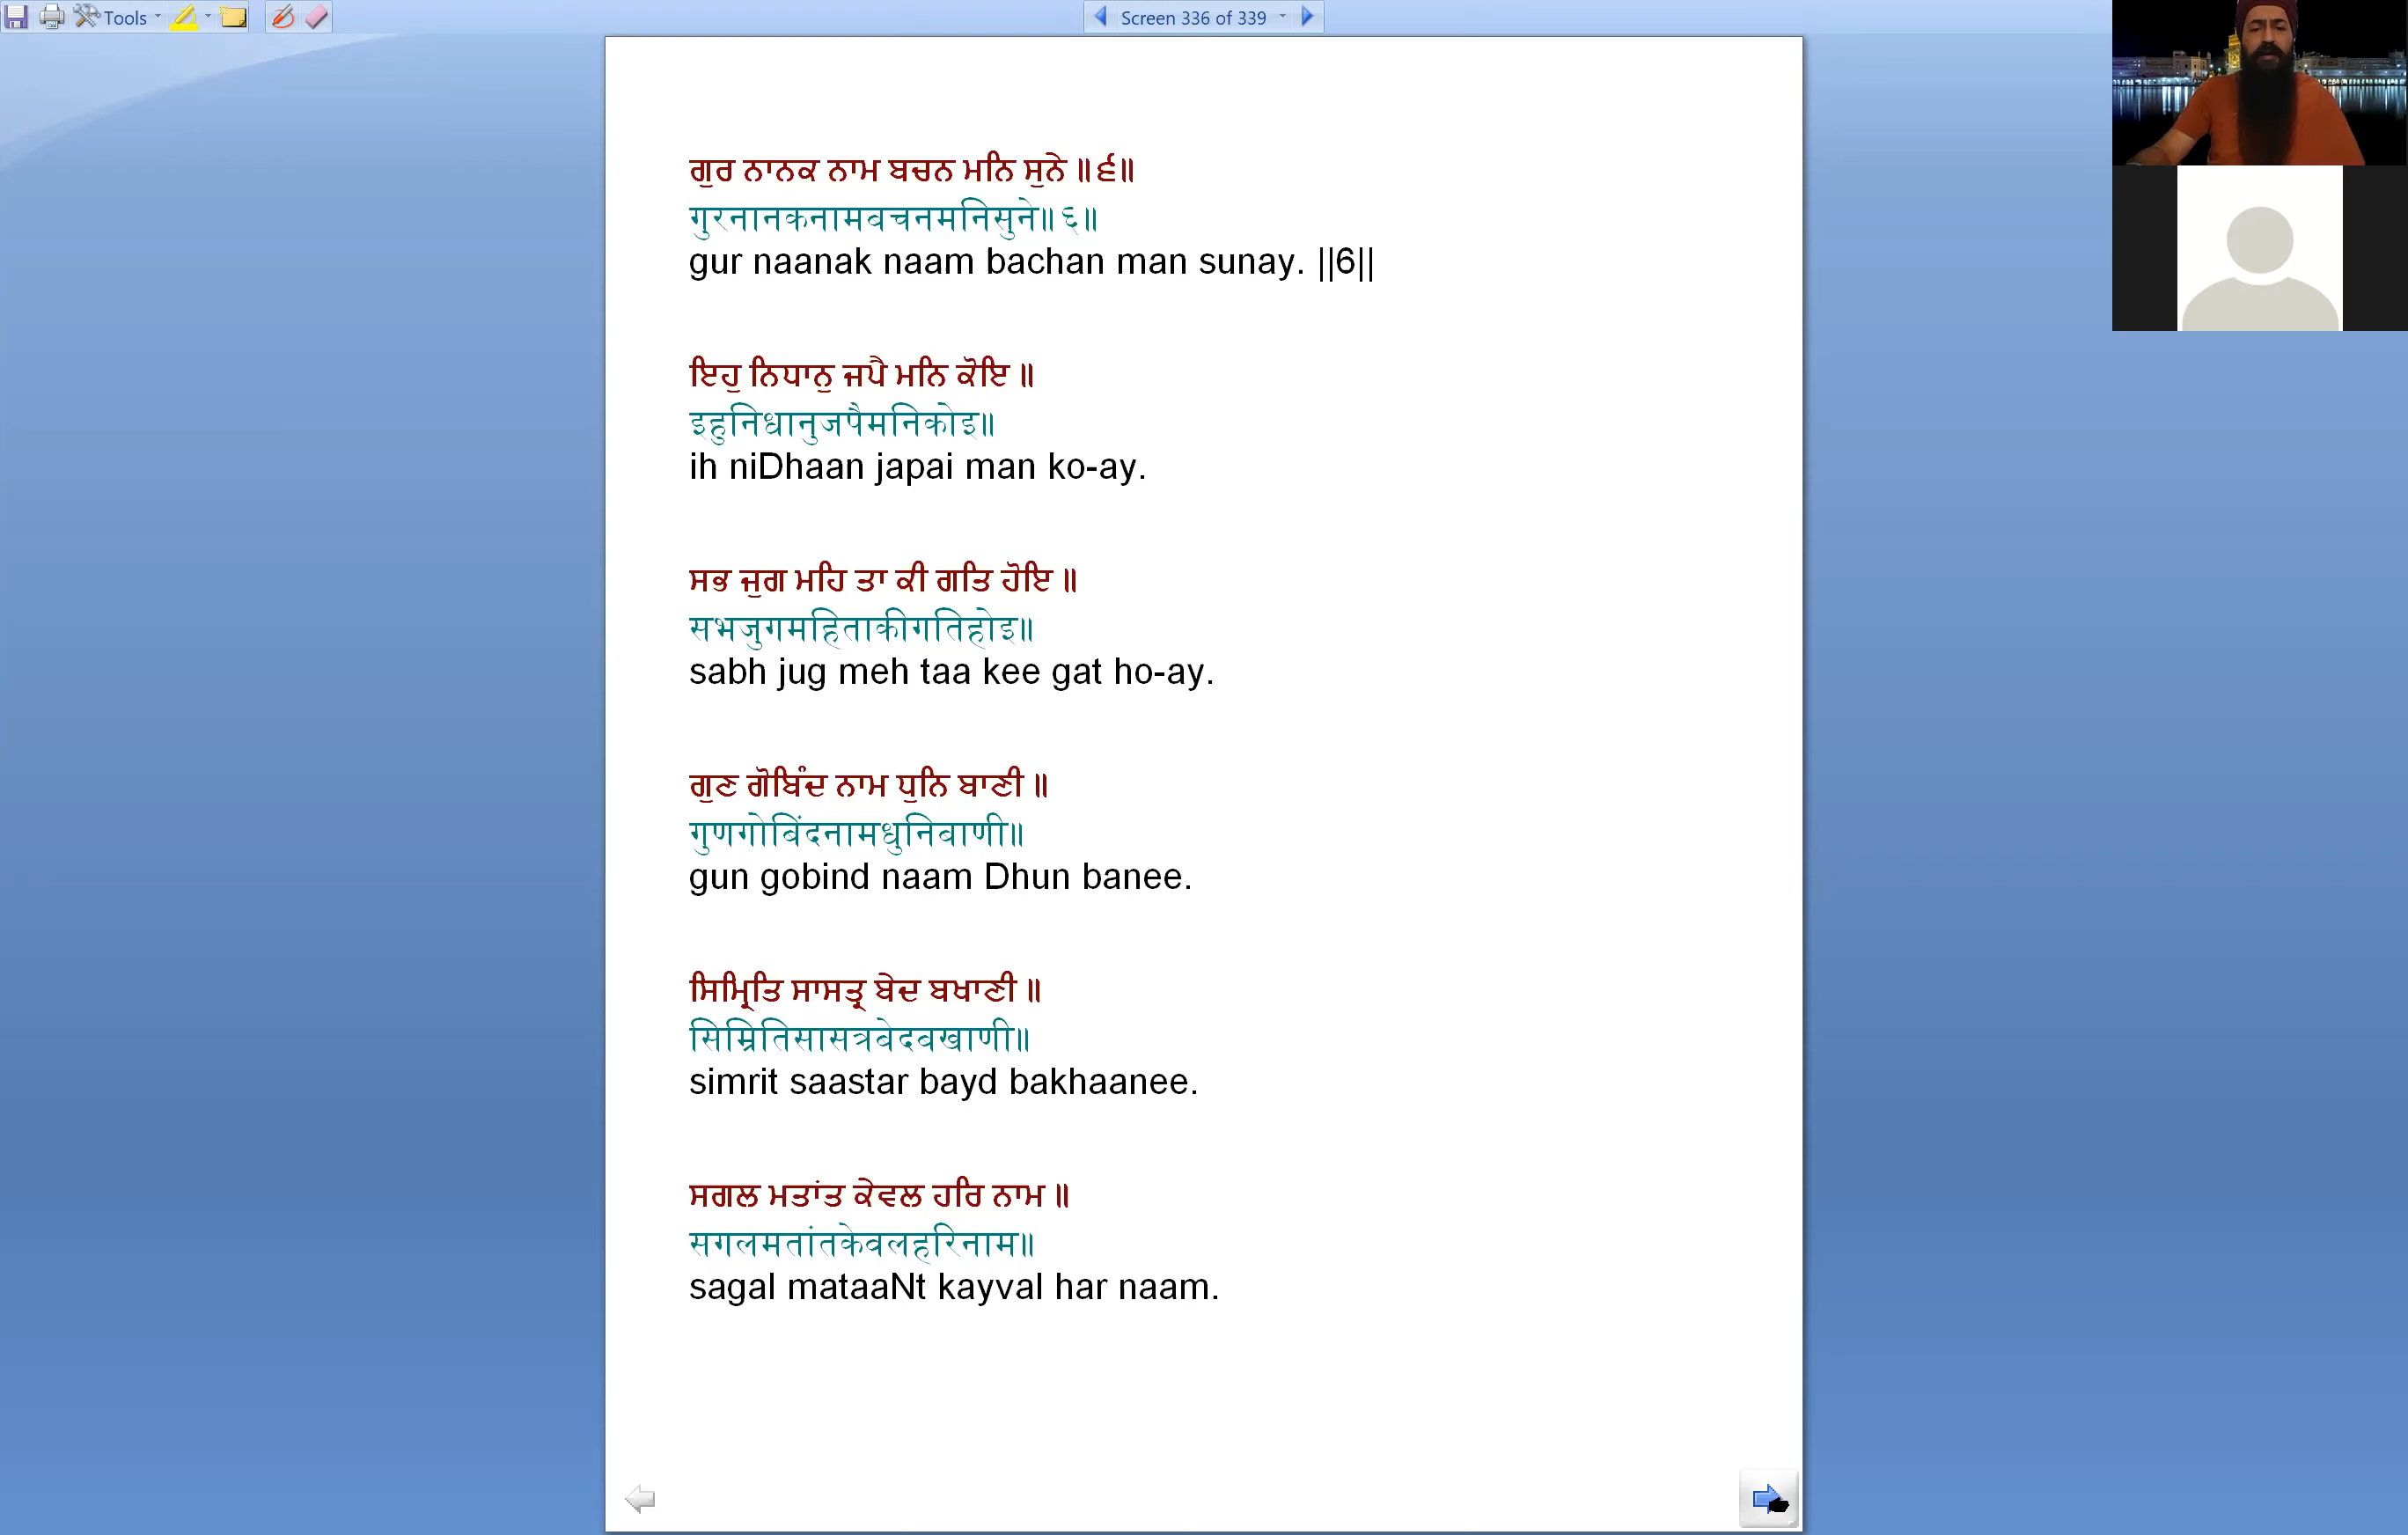 Tools
Screen 336 of 339
ਗੁਰ ਨਾਨਕ ਨਾਮ ਬਚਨ ਮਨਿ ਸੁਨੇ ॥੬॥
गुरनानकनामबचनमनिसुने॥६॥
gur naanak naam bachan man sunay. ||6||
ਇਹੁ ਨਿਧਾਨੁ ਜਪੈ ਮਨਿ ਕੋਇ ॥
इहुनिधानुजपैमनिकोइ॥
ih niDhaan japai man ko-ay.
ਸਭ ਜੁਗ ਮਹਿ ਤਾ ਕੀ ਗਤਿ ਹੋਇ ॥
सभजुगमहिताकीगतिहोइ॥
sabh jug meh taa kee gat ho-ay.
ਗੁਣ ਗੋਬਿੰਦ ਨਾਮ ਧੁਨਿ ਬਾਣੀ ॥
गुणगोबिंदनामधुनिबाणी॥
gun gobind naam Dhun banee.
ਸਿਮ੍ਰਿਤਿ ਸਾਸਤ੍ਰ ਬੇਦ ਬਖਾਣੀ ॥
सिम्रितिसासत्रबेदबखाणी॥
simrit saastar bayd bakhaanee.
ਸਗਲ ਮਤਾਂਤ ਕੇਵਲ ਹਰਿ ਨਾਮ ॥
सगलमतांतकेवलहरिनाम॥
sagal mataaNt kayval har naam.